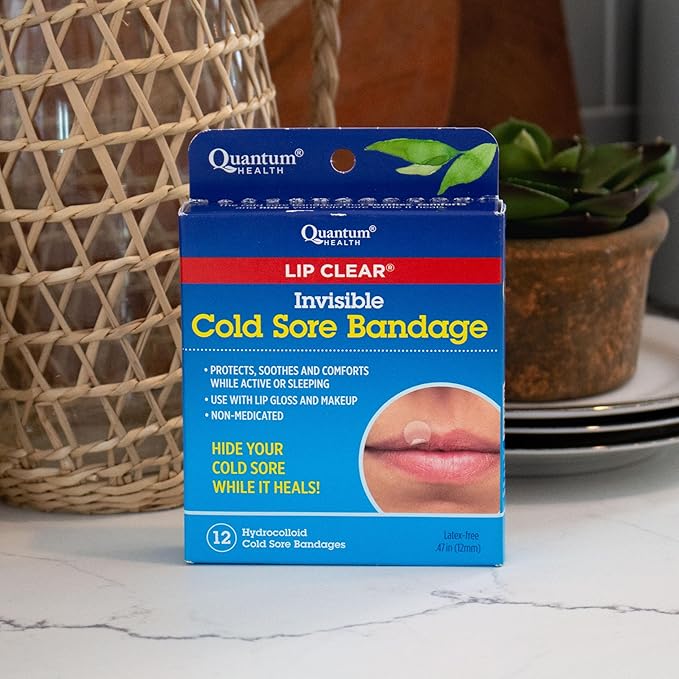 Quantum®
HEALTH
Quantum®
HEALTH
LIP CLEAR®
Invisible
Cold Sore Bandage
• PROTECTS, SOOTHES AND COMFORTS
WHILE ACTIVE OR SLEEPING
• USE WITH LIP GLOSS AND MAKEUP
• NON-MEDICATED
HIDE YOUR
COLD SORE
WHILE IT HEALS!
12
Hydrocolloid
Cold Sore Bandages
Latex-free
.47 in (12mm)